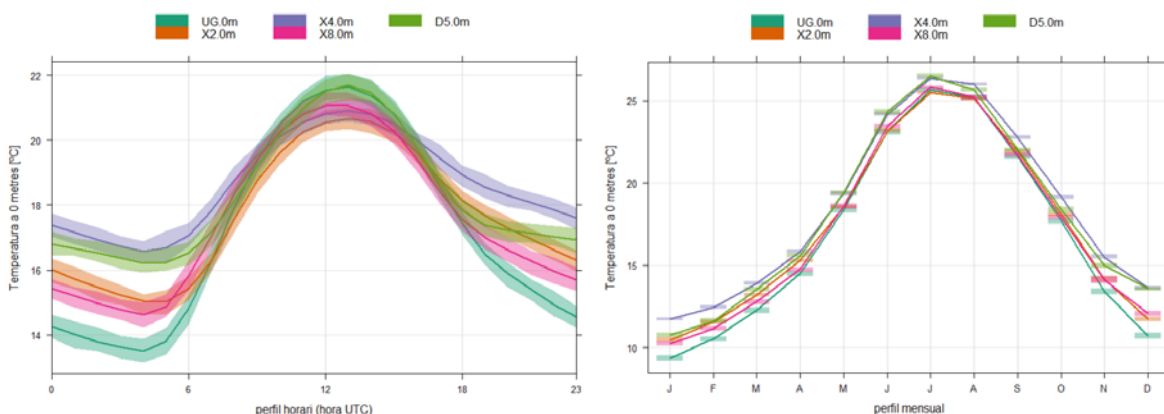 UG.0m X4.0m D5.0m
X2.0m X8.0m
Temperatura a 0 metres [ºC]
22
20
18
16
14
0 6 12 18 23
perfil horari (hora UTC)
UG.0m X4.0m D5.0m
X2.0m X8.0m
Temperatura a 0 metres [ºC]
25
20
15
10
J F M A M J J A S O N D
perfil mensual